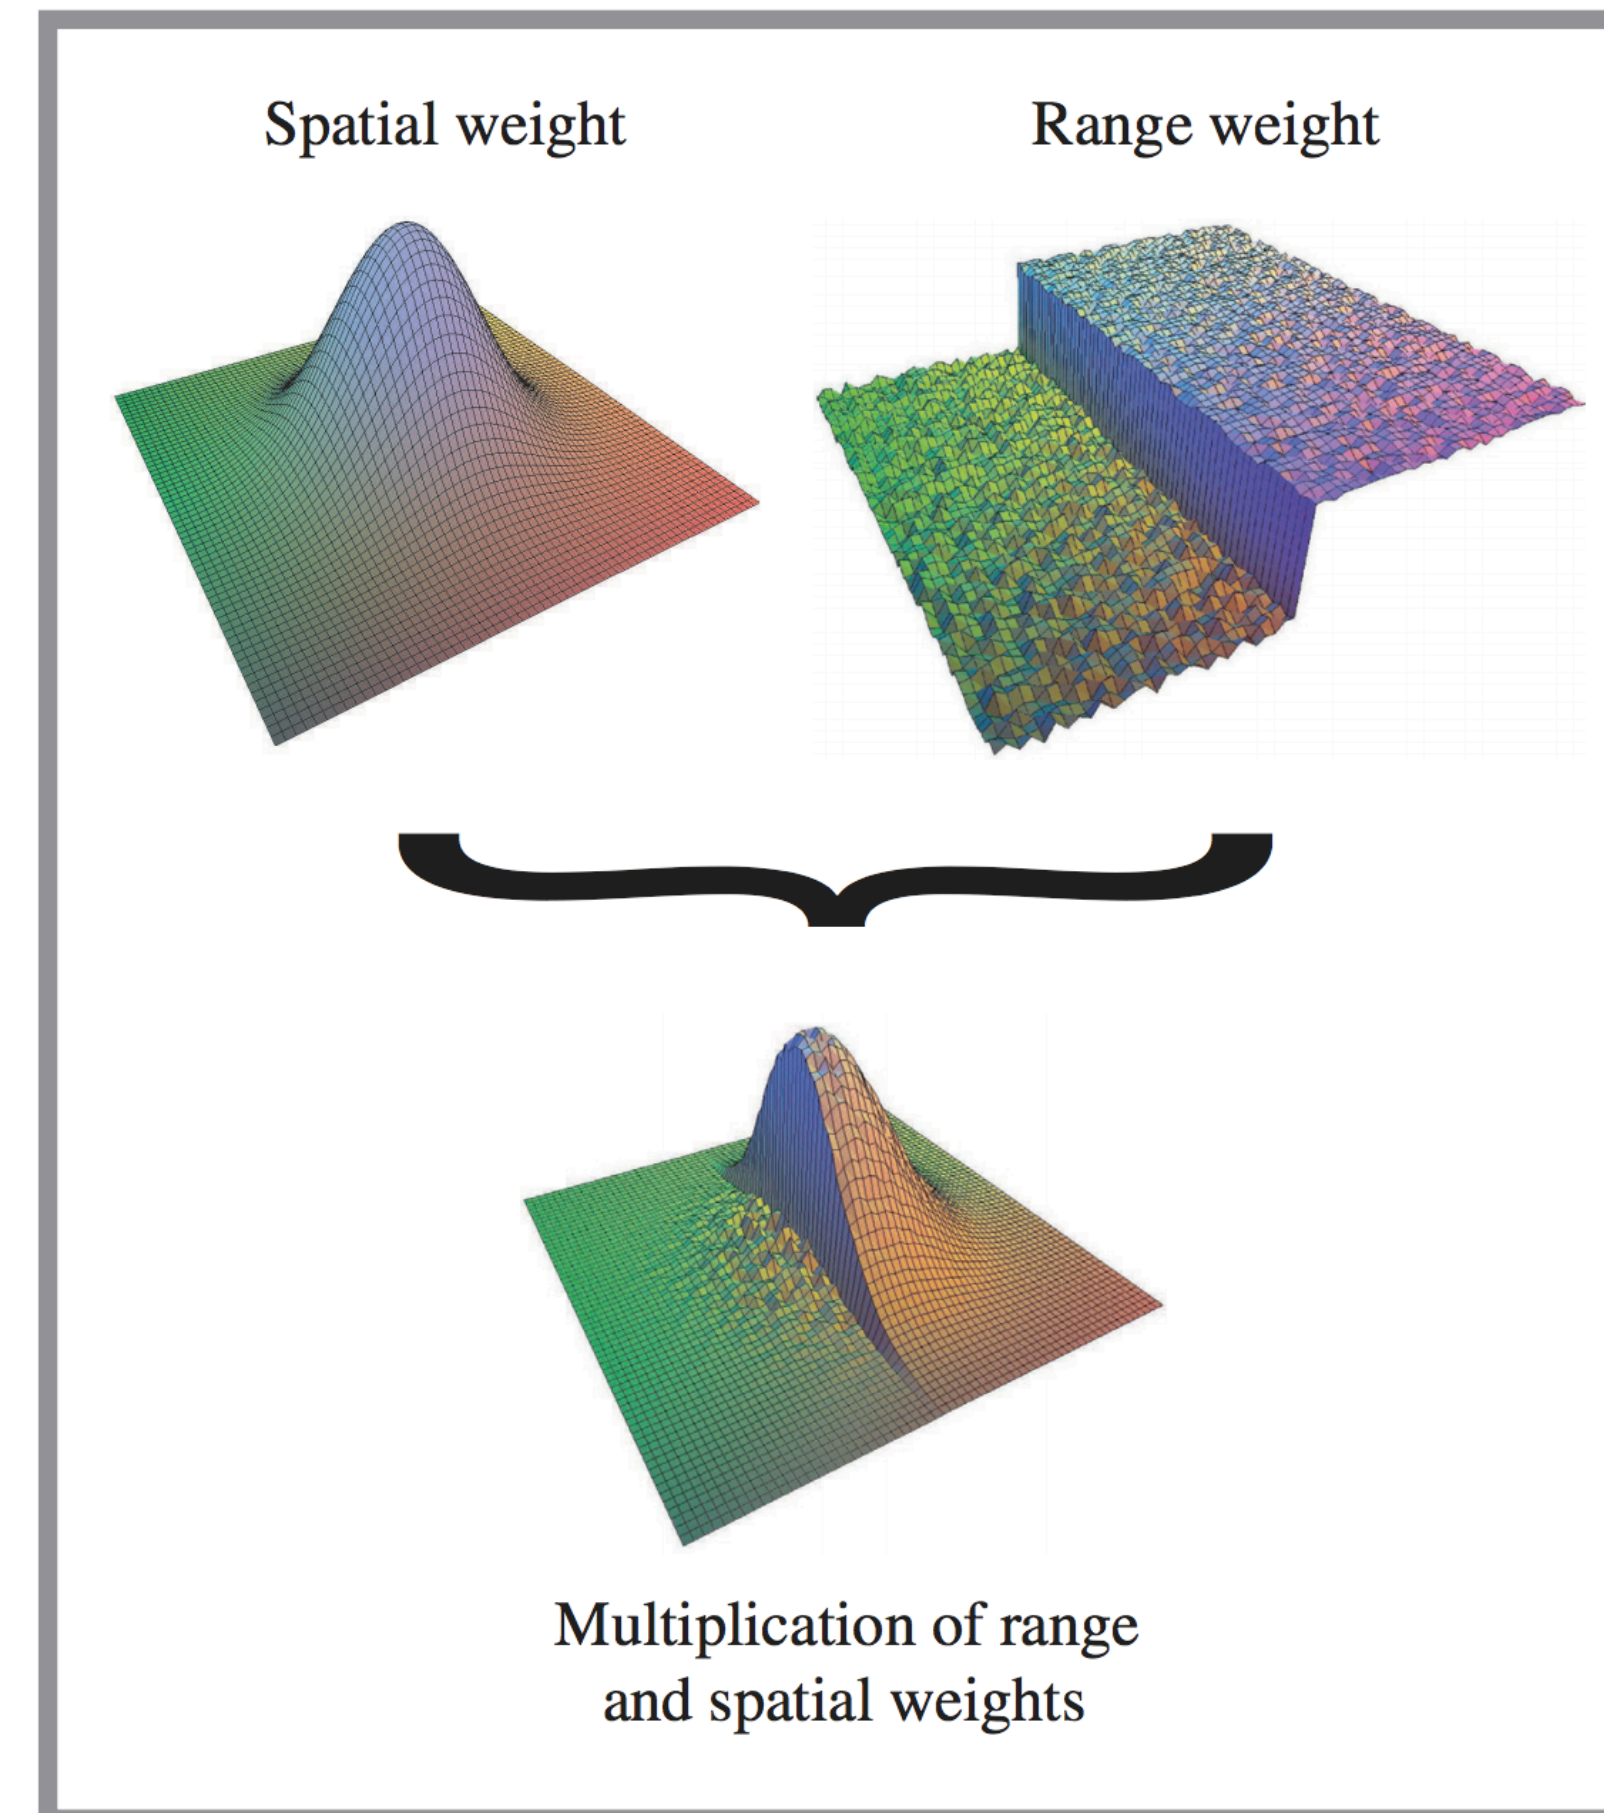 Spatial weight
Range weight
Multiplication of range
and spatial weights